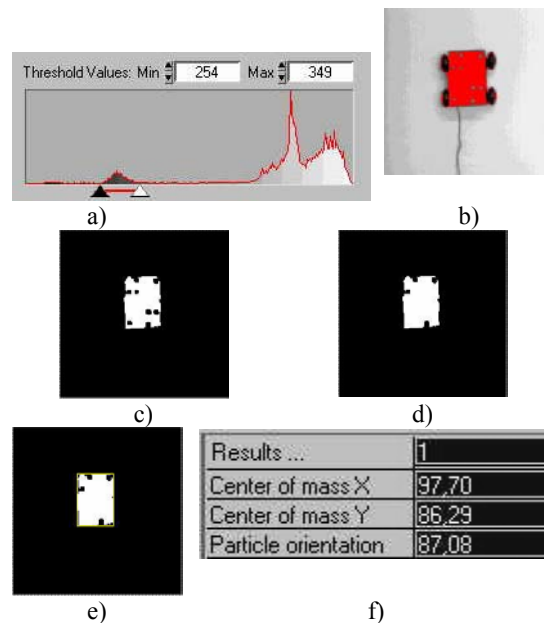 Threshold Values: Min 254 Max 349
a)
b)
c)
d)
Results ... 1
Center of mass X 97,70
Center of mass Y 86,29
Particle orientation 87,08
e)
f)